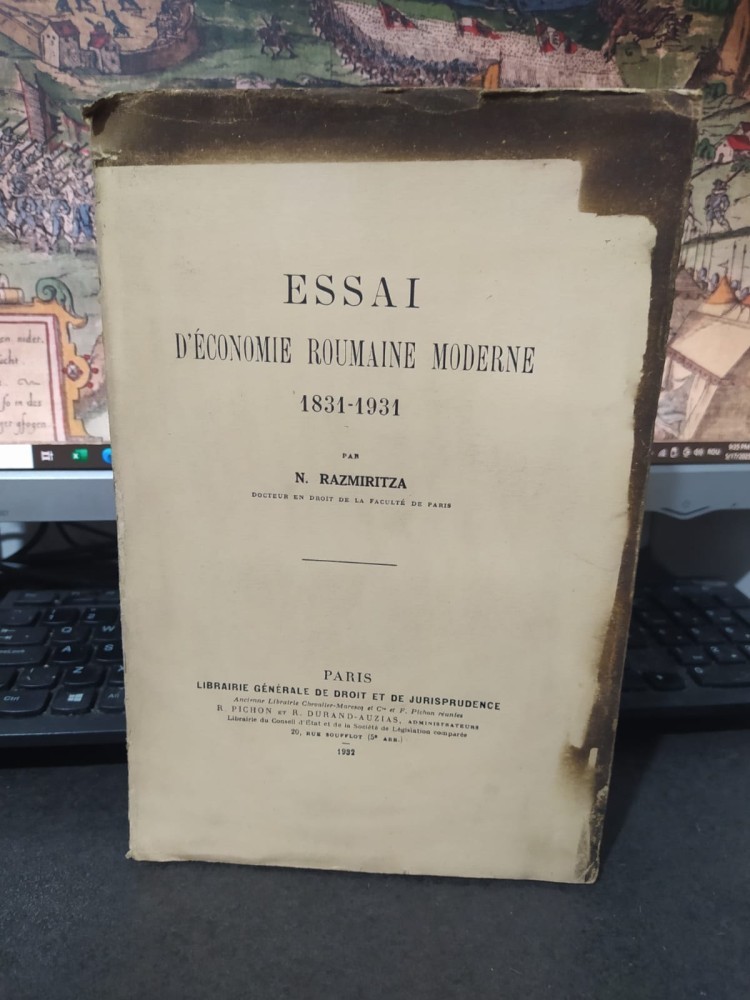 ESSAI
D'ÉCONOMIE ROUMAINE MODERNE
1831-1931
PAR
N. RAZMIRITZA
DOCTEUR EN DROIT DE LA FACULTÉ DE PARIS
PARIS
LIBRAIRIE GÉNÉRALE DE DROIT ET DE JURISPRUDENCE
Ancienne Librairie Chevalier-Marescq et Cie et F. Pichon réunies
R. PICHON ET R. DURAND-AUZIAS, ADMINISTRATEURS
Librairie du Conseil d'État et de la Société de Législation comparée
20, RUE SOUFFLOT (5e ARR.)
1932